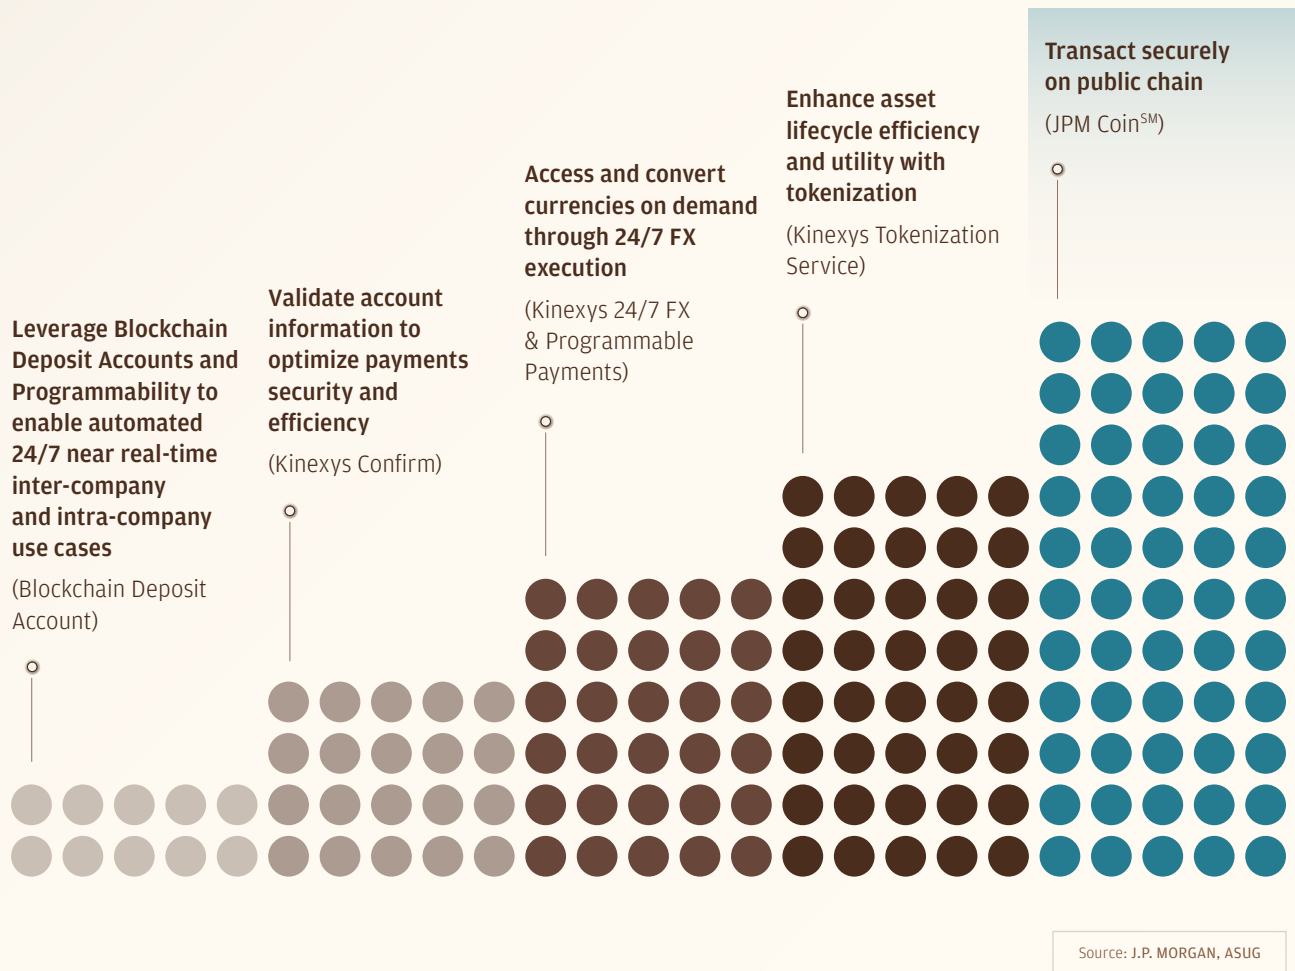 Leverage Blockchain
Deposit Accounts and
Programmability to
enable automated
24/7 near real-time
inter-company
and intra-company
use cases
(Blockchain Deposit
Account)
Validate account
information to
optimize payments
security and
efficiency
(Kinexys Confirm)
Access and convert
currencies on demand
through 24/7 FX
execution
(Kinexys 24/7 FX
& Programmable
Payments)
Enhance asset
lifecycle efficiency
and utility with
tokenization
(Kinexys Tokenization
Service)
Transact securely
on public chain
(JPM Coin℠)
Source: J.P. MORGAN, ASUG